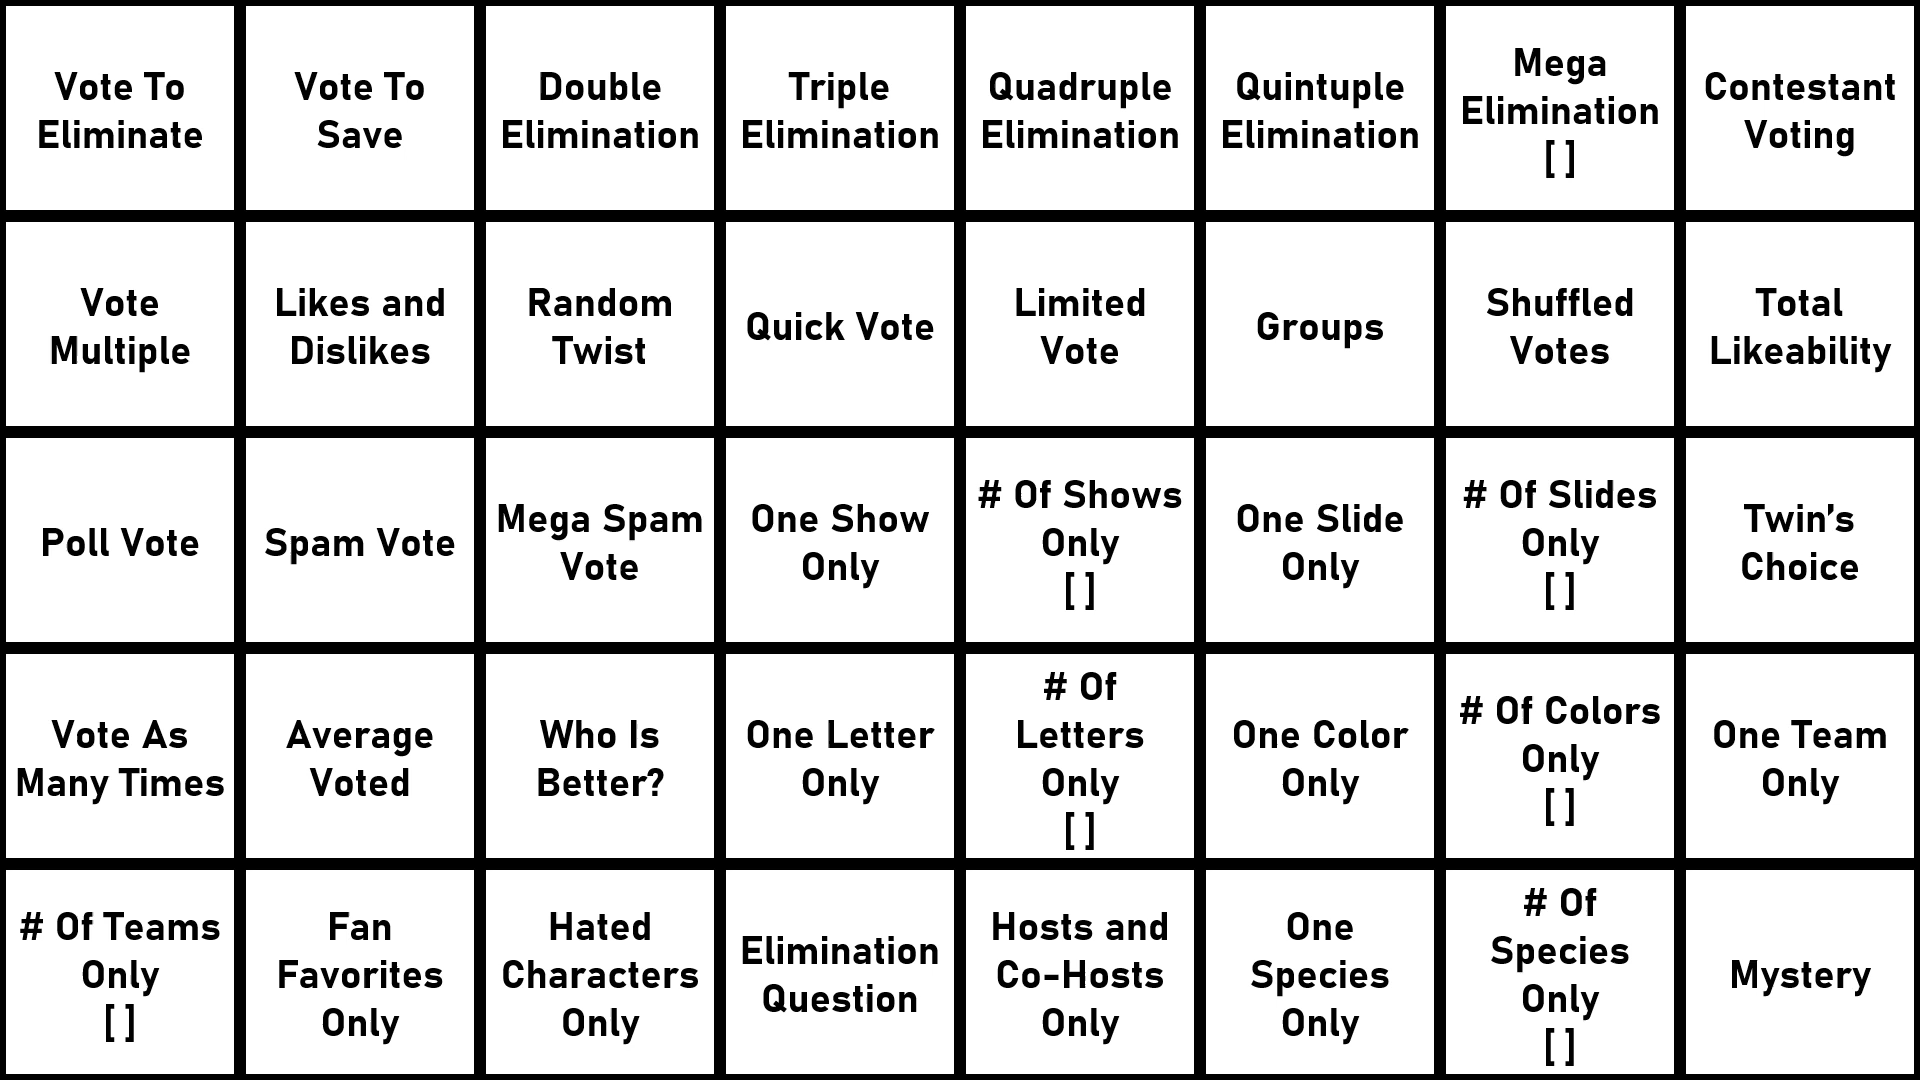 Vote To
Eliminate
Vote To
Save
Double
Elimination
Triple
Elimination
Quadruple
Elimination
Quintuple
Elimination
Mega
Elimination
[ ]
Contestant
Voting
Vote
Multiple
Likes and
Dislikes
Random
Twist
Quick Vote
Limited
Vote
Groups
Shuffled
Votes
Total
Likeability
Poll Vote
Spam Vote
Mega Spam
Vote
One Show
Only
# Of Shows
Only
[ ]
One Slide
Only
# Of Slides
Only
[ ]
Twin’s
Choice
Vote As
Many Times
Average
Voted
Who Is
Better?
One Letter
Only
# Of
Letters
Only
[ ]
One Color
Only
# Of Colors
Only
[ ]
One Team
Only
# Of Teams
Only
[ ]
Fan
Favorites
Only
Hated
Characters
Only
Elimination
Question
Hosts and
Co-Hosts
Only
One
Species
Only
# Of
Species
Only
[ ]
Mystery